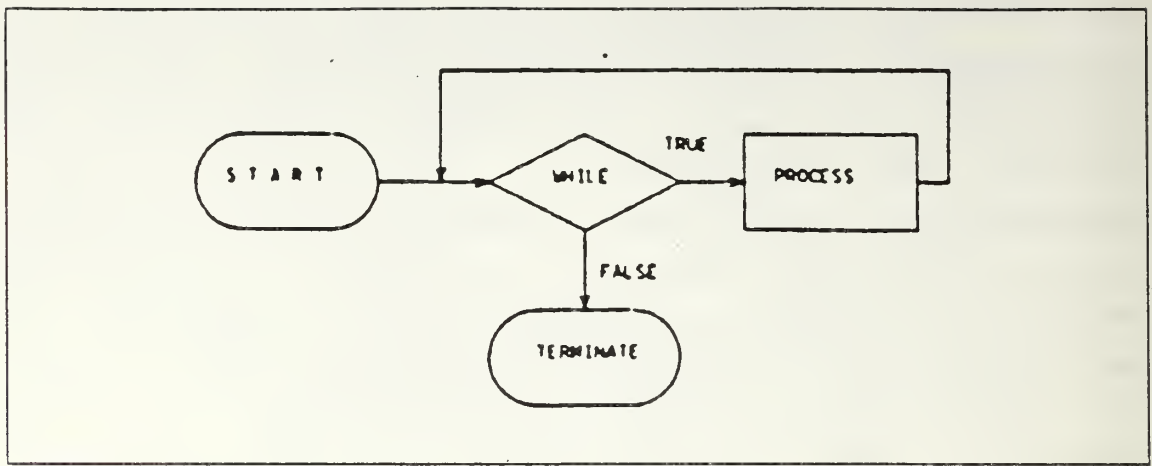 START
WHILE
TRUE
PROCESS
FALSE
TERMINATE